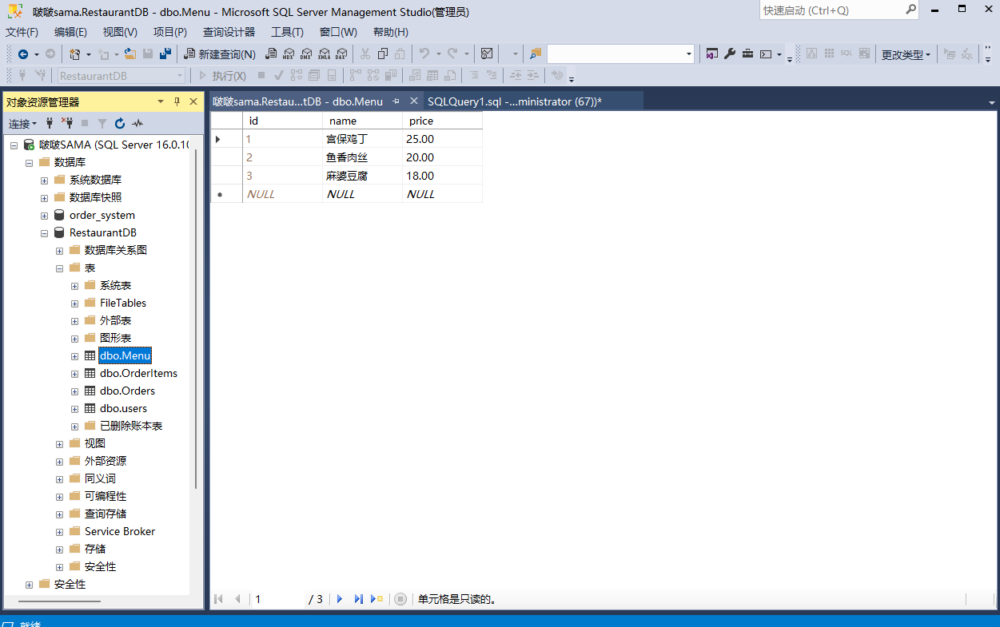 啵啵sama.RestaurantDB - dbo.Menu - Microsoft SQL Server Management Studio(管理员)
快速启动 (Ctrl+Q)
文件(F) 编辑(E) 视图(V) 项目(P) 查询设计器 工具(T) 窗口(W) 帮助(H)
新建查询(N) MDX DMX XMLA DAX SQL 更改类型 SQL
RestaurantDB 执行(X)
对象资源管理器
连接
啵啵SAMA (SQL Server 16.0.10
数据库
系统数据库
数据库快照
order_system
RestaurantDB
数据库关系图
表
系统表
FileTables
外部表
图形表
dbo.Menu
dbo.OrderItems
dbo.Orders
dbo.users
已删除账本表
视图
外部资源
同义词
可编程性
查询存储
Service Broker
存储
安全性
安全性
啵啵sama.Restau...tDB - dbo.Menu SQLQuery1.sql -...ministrator (67))*
id name price
1 宫保鸡丁 25.00
2 鱼香肉丝 20.00
3 麻婆豆腐 18.00
NULL NULL NULL
1 / 3 单元格是只读的。
就绪